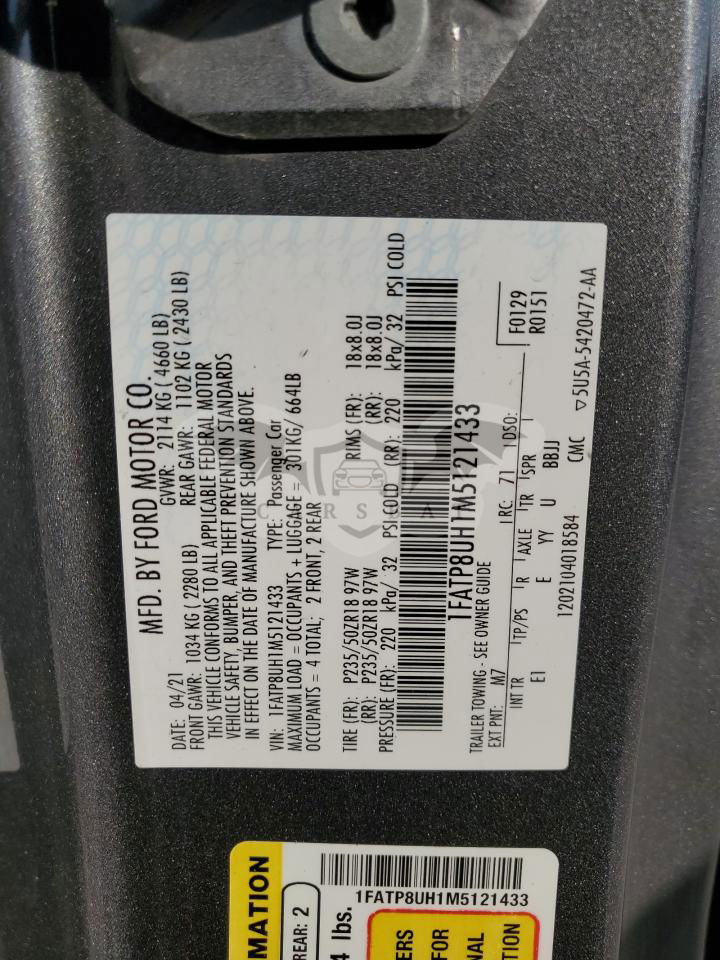 MFD. BY FORD MOTOR CO.
DATE: 04/21 GVWR: 2114 KG ( 4660 LB)
FRONT GAWR: 1034 KG ( 2280 LB) REAR GAWR: 1102 KG ( 2430 LB)
THIS VEHICLE CONFORMS TO ALL APPLICABLE FEDERAL MOTOR
VEHICLE SAFETY, BUMPER, AND THEFT PREVENTION STANDARDS
IN EFFECT ON THE DATE OF MANUFACTURE SHOWN ABOVE.
VIN: 1FATP8UH1M5121433 TYPE: Passenger Car
MAXIMUM LOAD = OCCUPANTS + LUGGAGE = 301KG/ 664LB
OCCUPANTS = 4 TOTAL; 2 FRONT, 2 REAR
TIRE (FR): P235/50ZR18 97W RIMS (FR): 18x8.0J
(RR): P235/50ZR18 97W (RR): 18x8.0J
PRESSURE (FR): 220 kPa/ 32 PSI COLD (RR): 220 kPa/ 32 PSI COLD
1FATP8UH1M5121433
TRAILER TOWING - SEE OWNER GUIDE
F0129
R0151
EXT PNT: M7 RC: 71 DSO:
INT TR TP/PS R AXLE TR SPR
E1 E YY U BBJJ
1202104018584 CMC ▽5U5A-5420472-AA
MATION
REAR: 2
4 lbs.
1FATP8UH1M5121433
ERS
FOR
NAL
TION